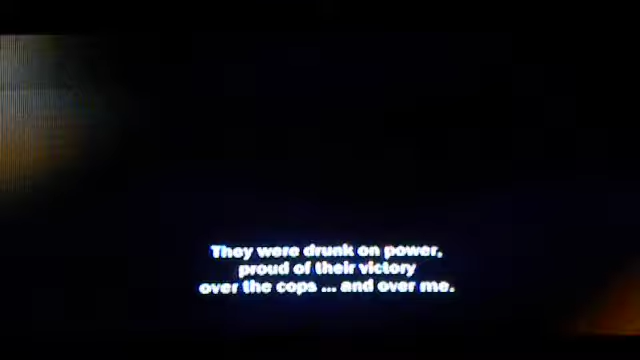 They were drunk on power,
proud of their victory
over the cops ... and over me.